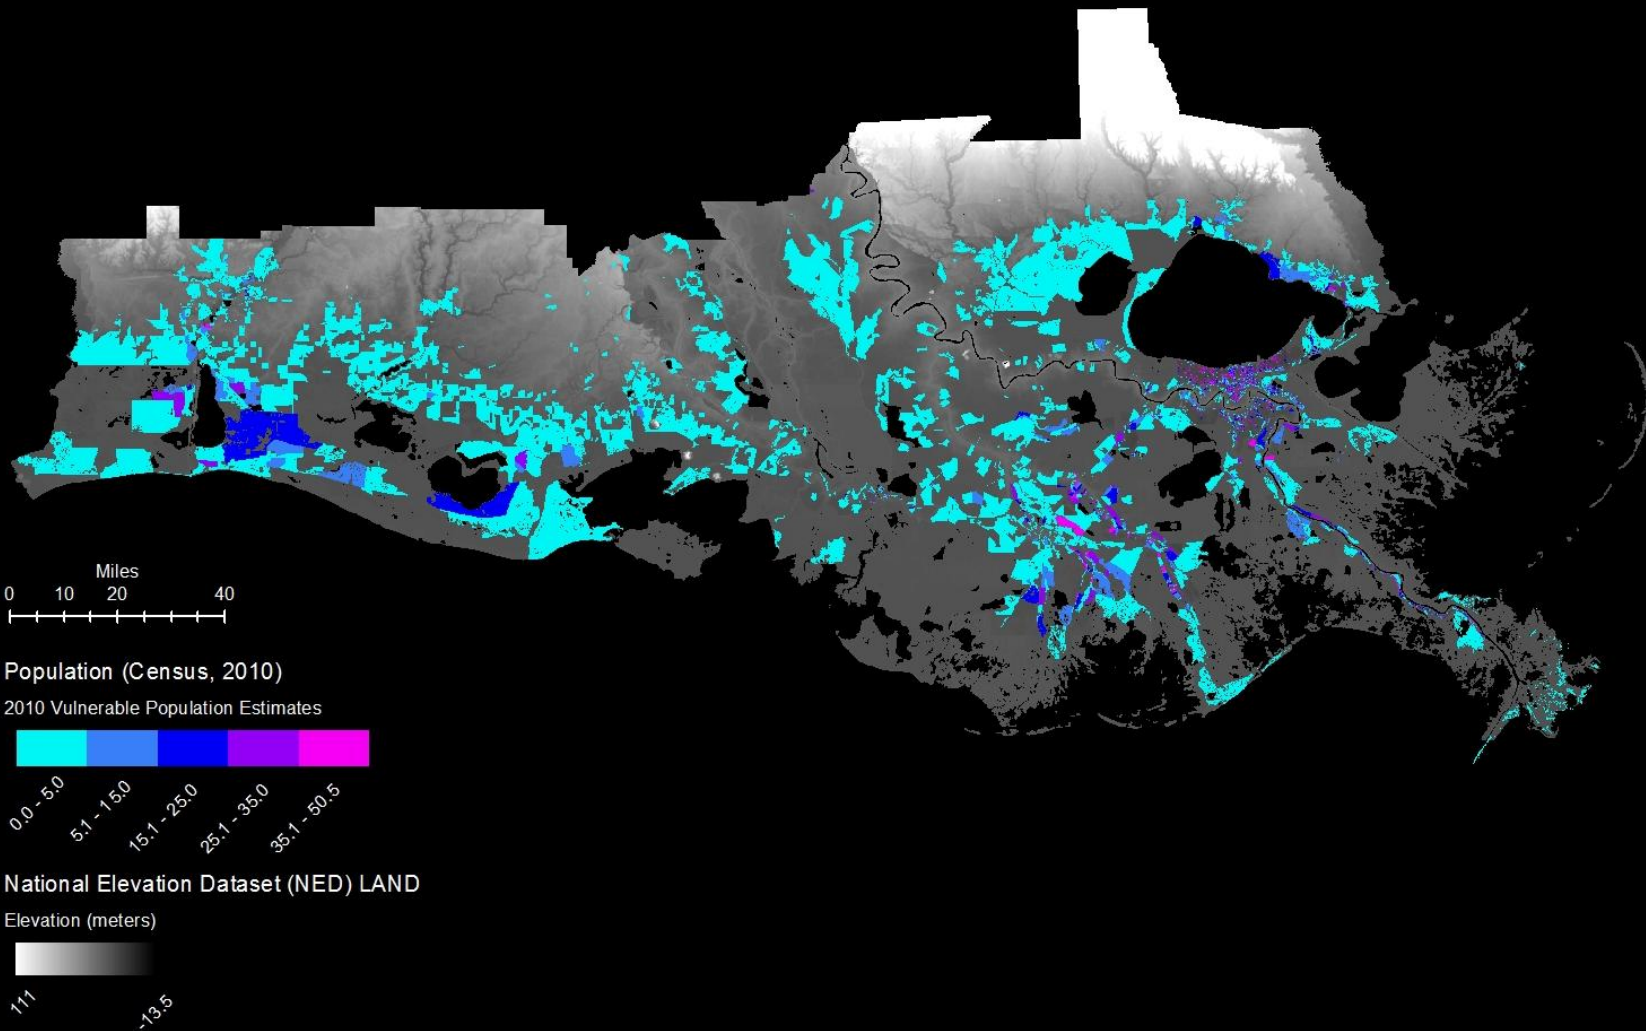 Miles
0 10 20 40
Population (Census, 2010)
2010 Vulnerable Population Estimates
0.0 - 5.0
5.1 - 15.0
15.1 - 25.0
25.1 - 35.0
35.1 - 50.5
National Elevation Dataset (NED) LAND
Elevation (meters)
111
-13.5